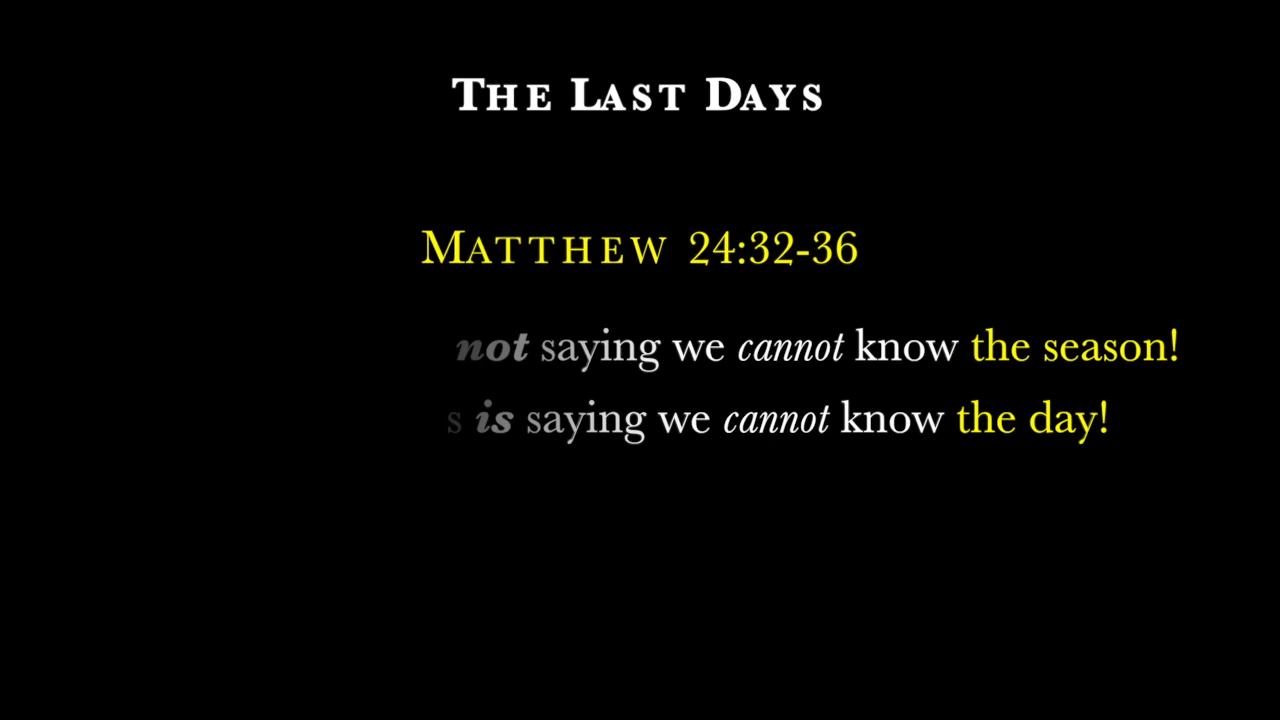 The Last Days
Matthew 24:32-36
not saying we cannot know the season!
s is saying we cannot know the day!